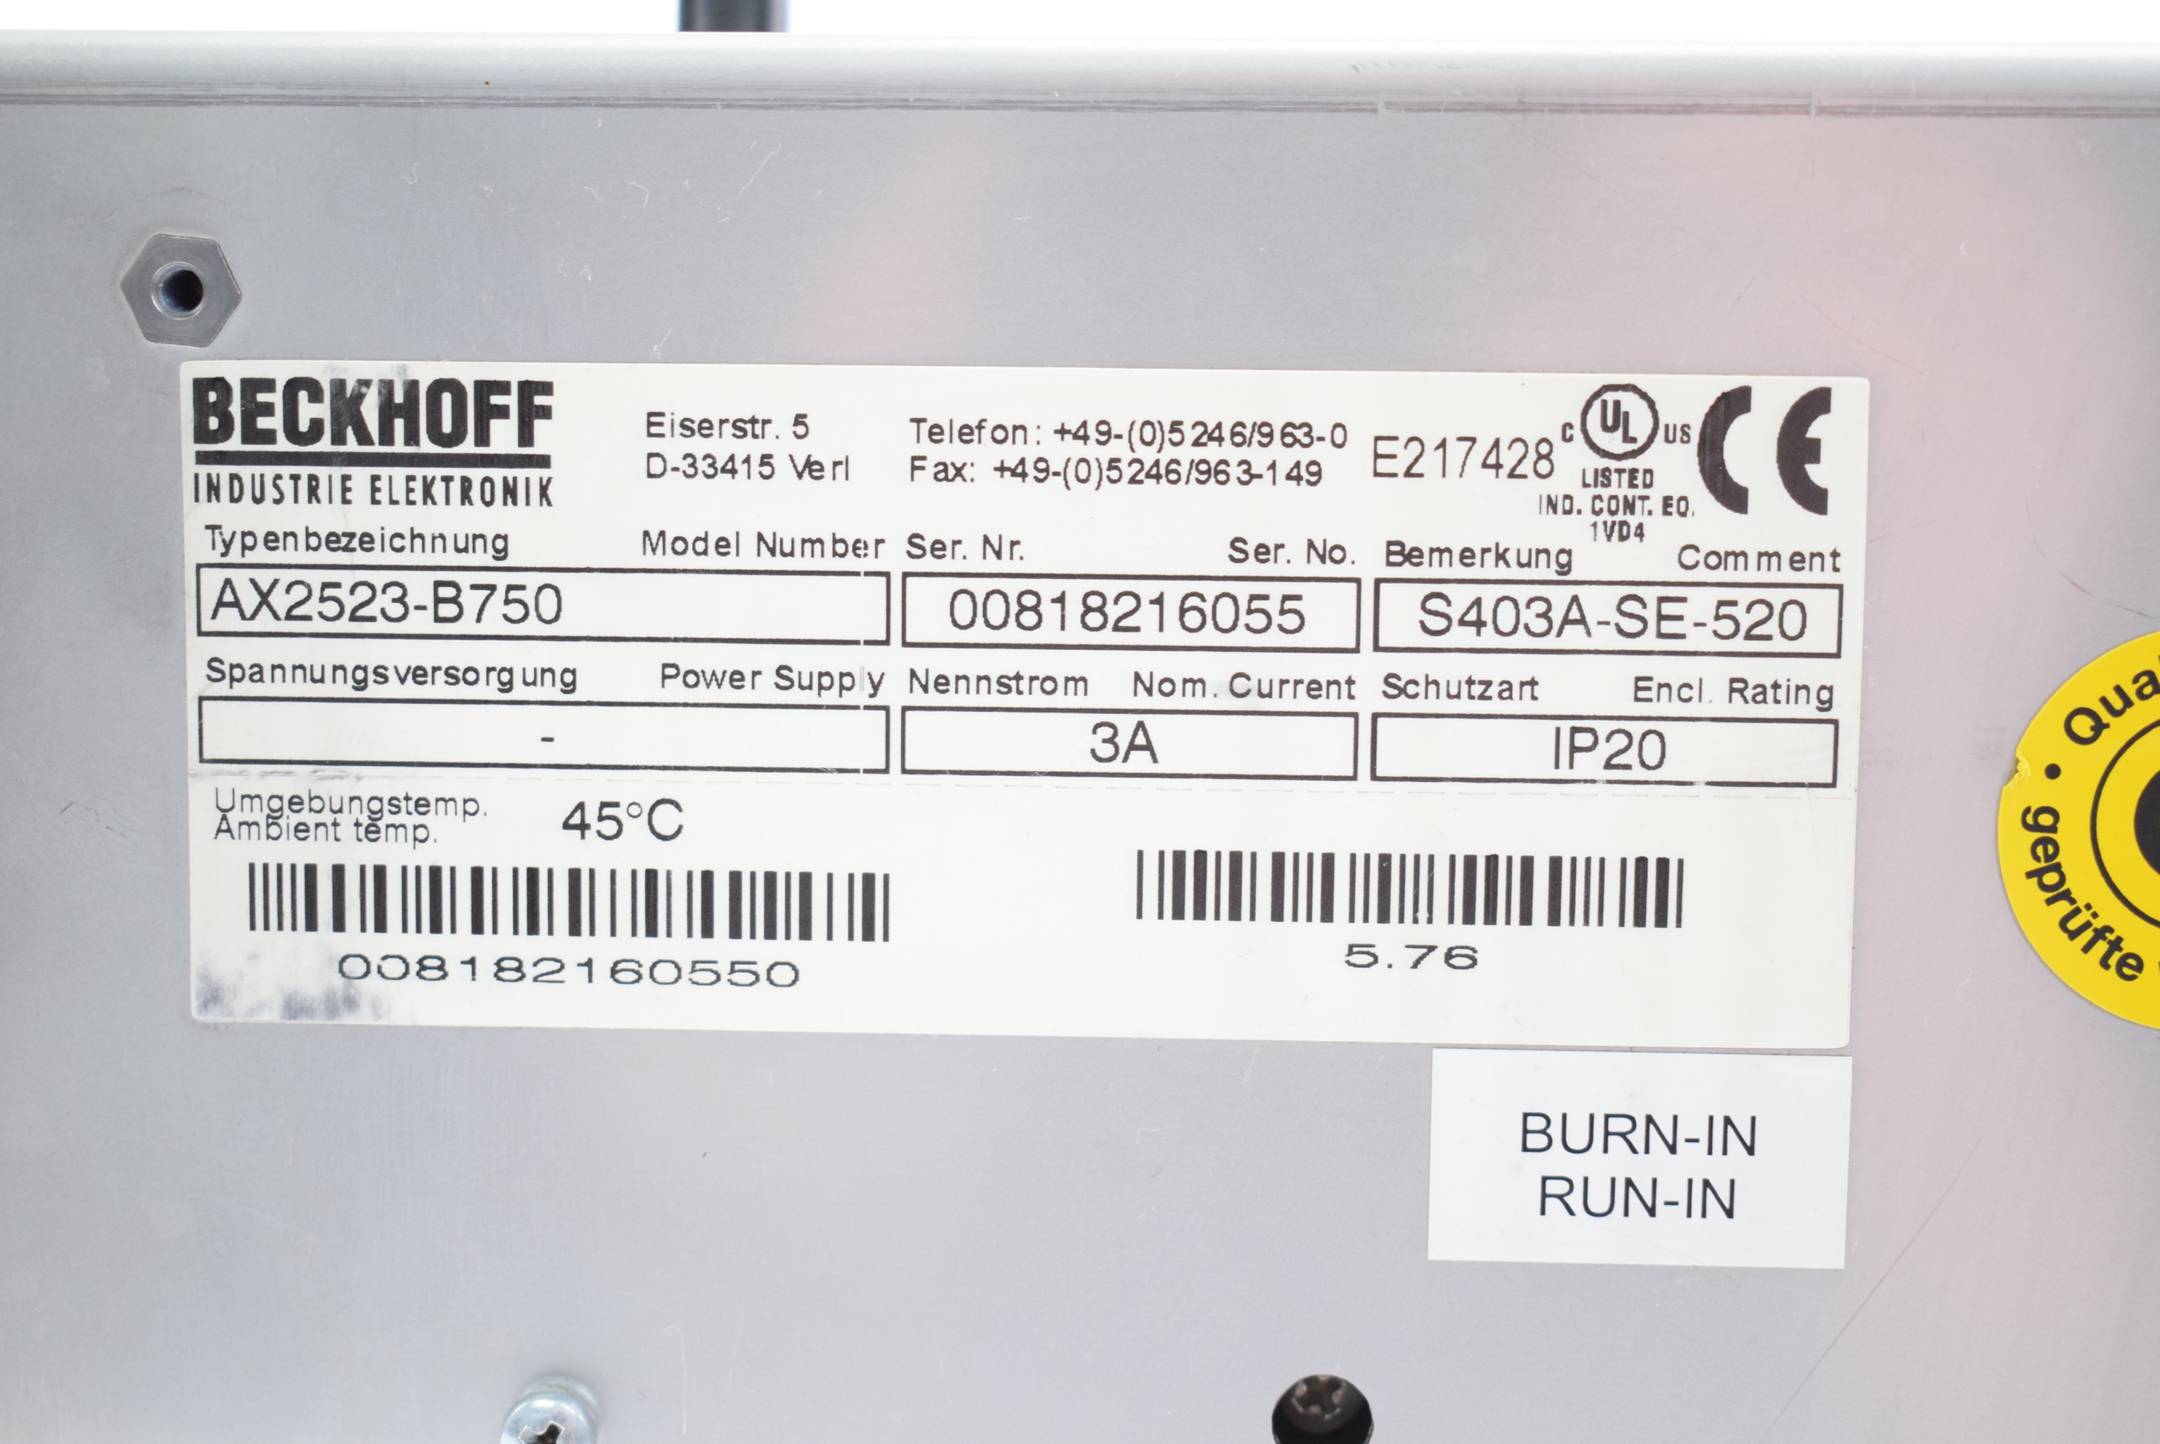 BECKHOFF
INDUSTRIE ELEKTRONIK
Eiserstr. 5
D-33415 Verl
Telefon: +49-(0)5246/963-0
Fax: +49-(0)5246/963-149
E217428
C UL US
LISTED
IND. CONT. EQ.
1VD4
CE
Typenbezeichnung Model Number Ser. Nr. Ser. No. Bemerkung Comment
AX2523-B750 00818216055 S403A-SE-520
Spannungsversorgung Power Supply Nennstrom Nom. Current Schutzart Encl. Rating
- 3A IP20
Umgebungstemp.
Ambient temp.
45°C
008182160550
5.76
BURN-IN
RUN-IN
geprüfte